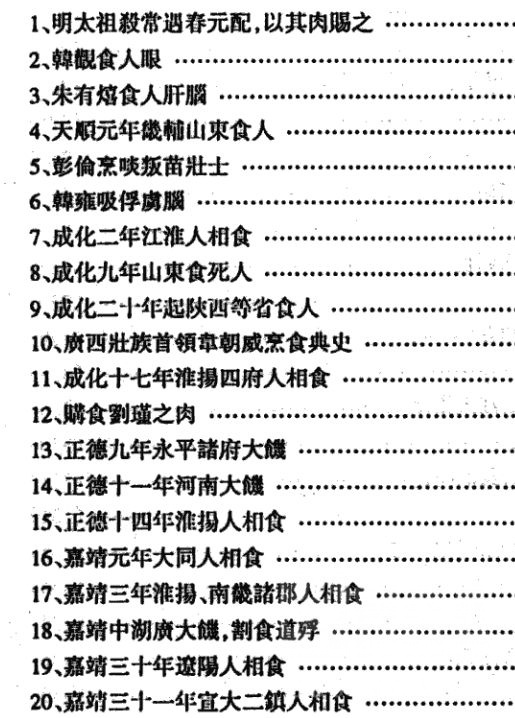 1、明太祖殺常遇春元配,以其肉賜之 ………………
2、韓觀食人眼 ………………
3、朱有熺食人肝腦 ………………
4、天順元年畿輔山東食人 ………………
5、彭倫烹啖叛苗壯士 ………………
6、韓雍吸俘虜腦 ………………
7、成化二年江淮人相食 ………………
8、成化九年山東食死人 ………………
9、成化二十年起陝西等省食人 ………………
10、廣西壯族首領韋朝威烹食典史 ………………
11、成化十七年淮揚四府人相食 ………………
12、購食劉瑾之肉 ………………
13、正德九年永平諸府大饑 ………………
14、正德十一年河南大饑 ………………
15、正德十四年淮揚人相食 ………………
16、嘉靖元年大同人相食 ………………
17、嘉靖三年淮揚、南畿諸郡人相食 ………………
18、嘉靖中湖廣大饑,割食道殍 ………………
19、嘉靖三十年遼陽人相食 ………………
20、嘉靖三十一年宣大二鎮人相食 ………………